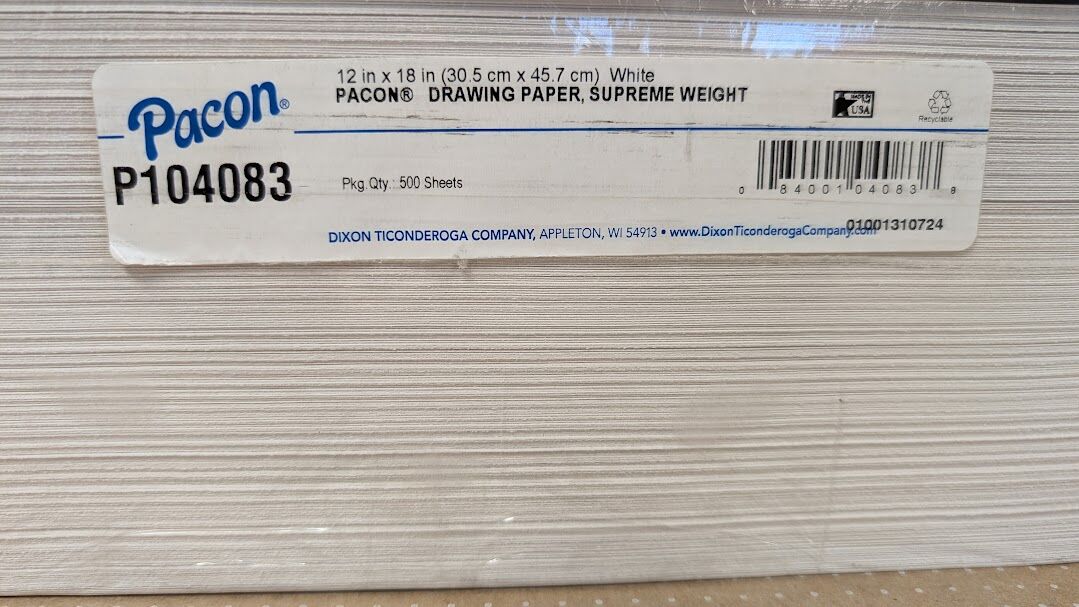 Pacon®
12 in x 18 in (30.5 cm x 45.7 cm) White
PACON® DRAWING PAPER, SUPREME WEIGHT
MADE IN THE USA
Recyclable
P104083
Pkg. Qty.: 500 Sheets
0 84001 04083 8
01001310724
DIXON TICONDEROGA COMPANY, APPLETON, WI 54913 • www.DixonTiconderogaCompany.com